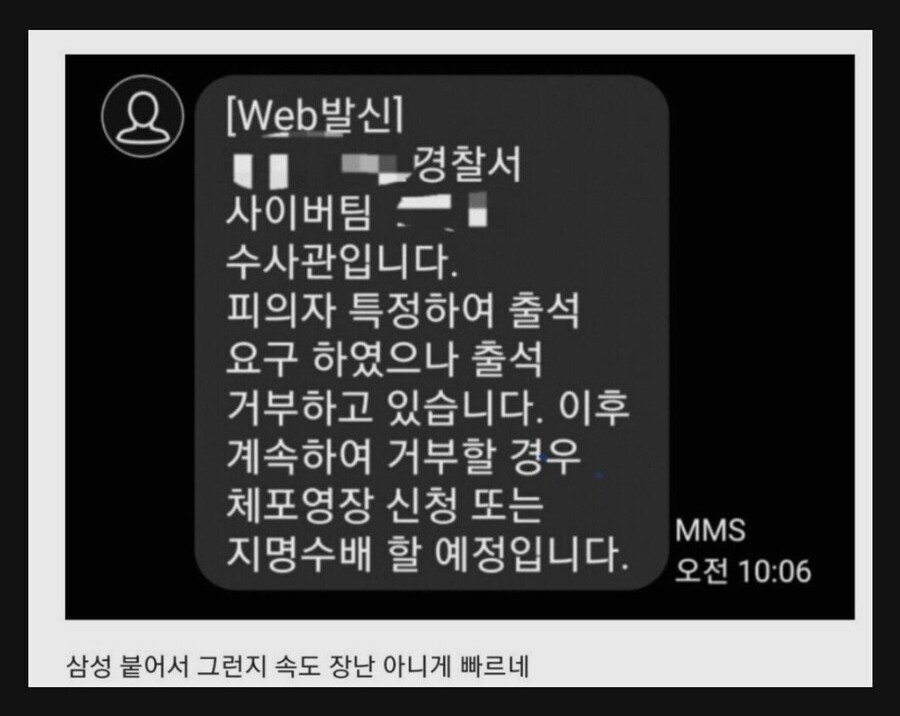 [Web발신]
경찰서
사이버팀
수사관입니다.
피의자 특정하여 출석
요구 하였으나 출석
거부하고 있습니다. 이후
계속하여 거부할 경우
체포영장 신청 또는
지명수배 할 예정입니다.
MMS
오전 10:06
삼성 붙어서 그런지 속도 장난 아니게 빠르네